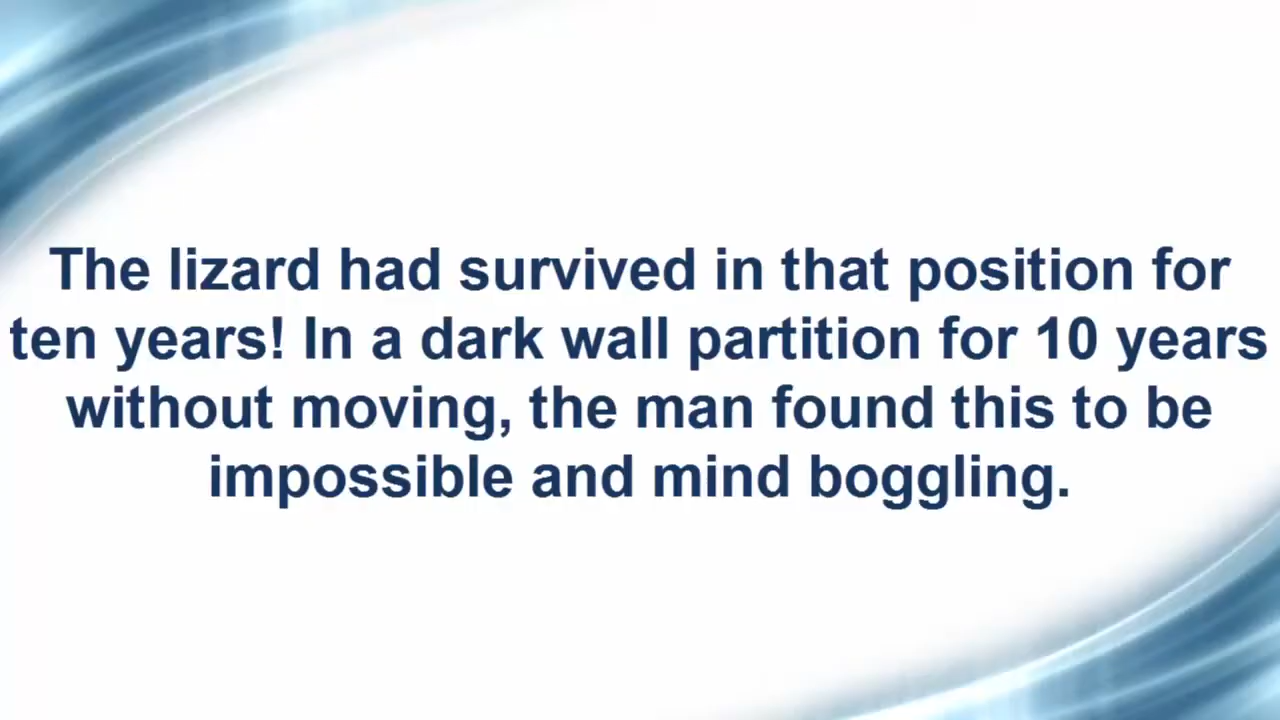 The lizard had survived in that position for
ten years! In a dark wall partition for 10 years
without moving, the man found this to be
impossible and mind boggling.